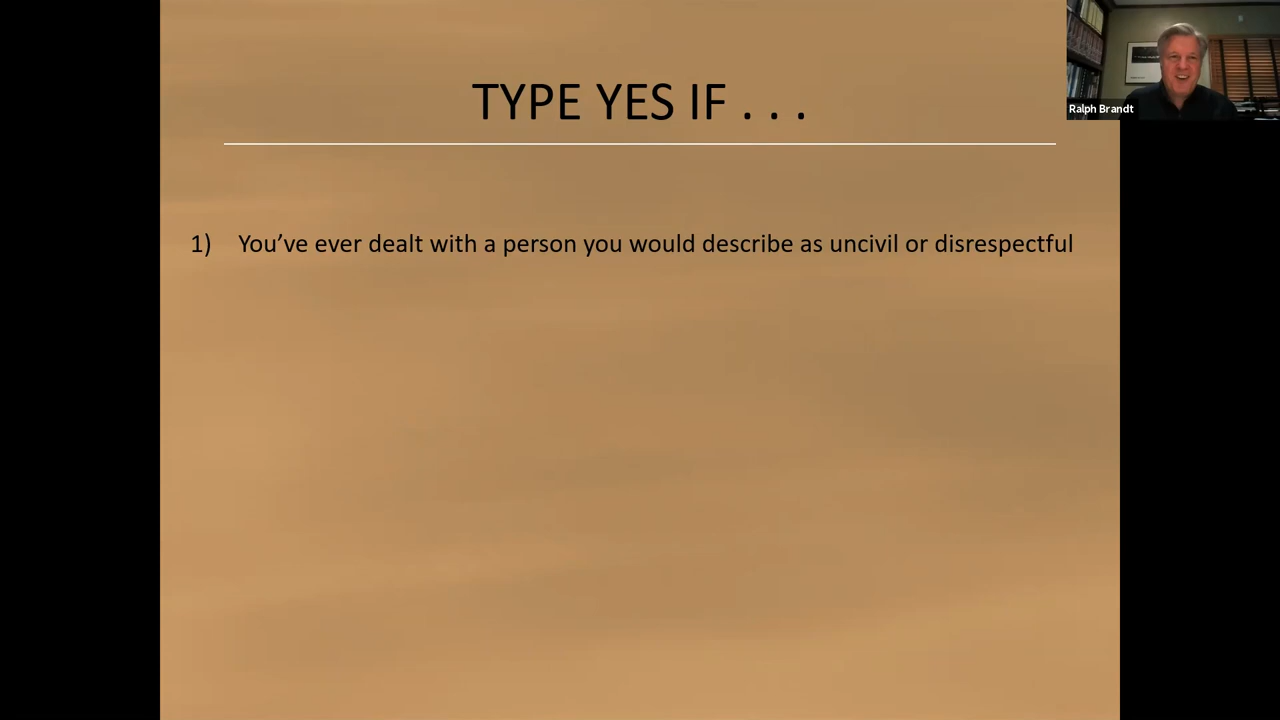 TYPE YES IF . . .
Ralph Brandt
1) You’ve ever dealt with a person you would describe as uncivil or disrespectful